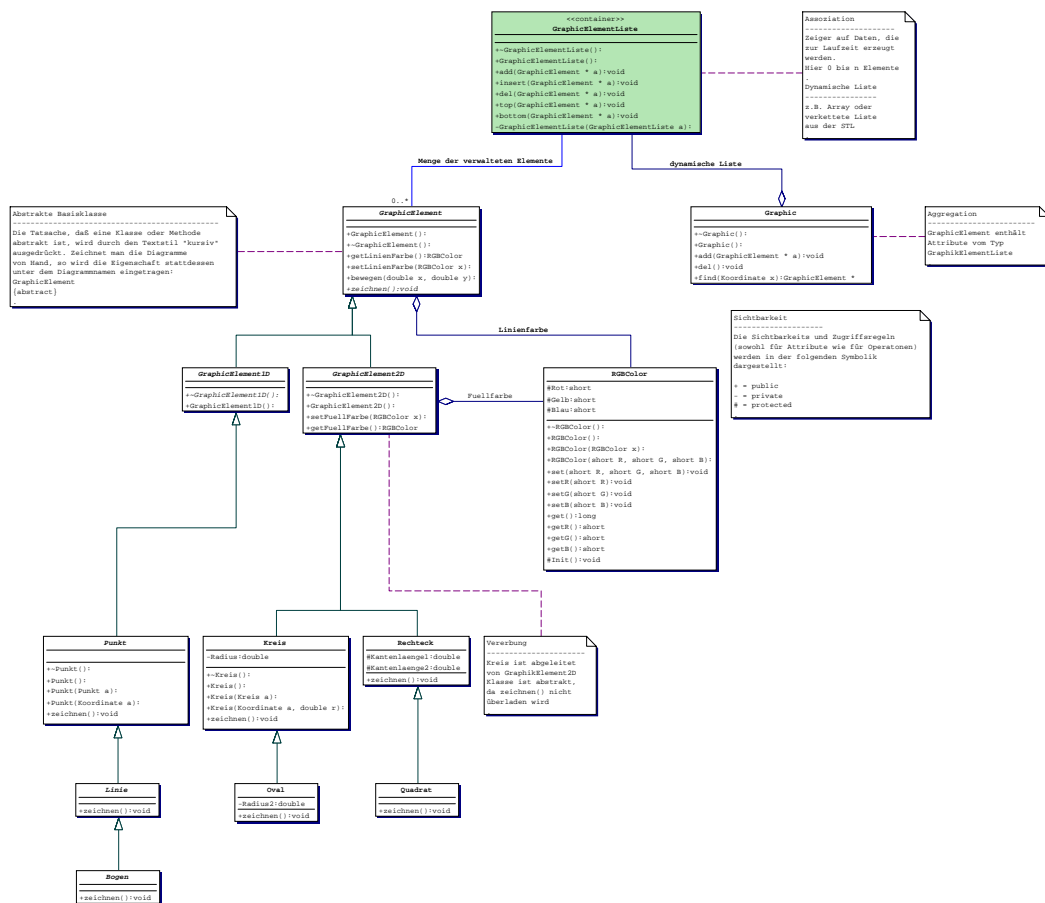 <<container>>
GraphicElementListe
+~GraphicElementListe():
+GraphicElementListe():
+add(GraphicElement * a):void
+insert(GraphicElement * a):void
+del(GraphicElement * a):void
+top(GraphicElement * a):void
+bottom(GraphicElement * a):void
-GraphicElementListe(GraphicElementListe a):
Assoziation
--------------------
Zeiger auf Daten, die
zur Laufzeit erzeugt
werden.
Hier 0 bis n Elemente
.
Dynamische Liste
----------------
z.B. Array oder
verkettete Liste
aus der STL
.
Menge der verwalteten Elemente
0..*
dynamische Liste
Abstrakte Basisklasse
----------------------------------------------
Die Tatsache, daß eine Klasse oder Methode
abstrakt ist, wird durch den Textstil "kursiv"
ausgedrückt. Zeichnet man die Diagramme
von Hand, so wird die Eigenschaft stattdessen
unter dem Diagrammnamen eingetragen:
GraphicElement
{abstract}
.
GraphicElement
+GraphicElement():
+~GraphicElement():
+getLinienFarbe():RGBColor
+setLinienFarbe(RGBColor x):
+bewegen(double x, double y):
+zeichnen():void
Graphic
+~Graphic():
+Graphic():
+add(GraphicElement * a):void
+del():void
+find(Koordinate x):GraphicElement *
Aggregation
------------------------
GraphicElement enthält
Attribute vom Typ
GraphikElementListe
Sichtbarkeit
--------------------
Die Sichtbarkeits und Zugriffsregeln
(sowohl für Attribute wie für Operatonen)
werden in der folgenden Symbolik
dargestellt:
+ = public
- = private
# = protected
Linienfarbe
GraphicElement1D
+~GraphicElement1D():
+GraphicElement1D():
GraphicElement2D
+~GraphicElement2D():
+GraphicElement2D():
+setFuellFarbe(RGBColor x):
+getFuellFarbe():RGBColor
Fuellfarbe
RGBColor
#Rot:short
#Gelb:short
#Blau:short
+~RGBColor():
+RGBColor():
+RGBColor(RGBColor x):
+RGBColor(short R, short G, short B):
+set(short R, short G, short B):void
+setR(short R):void
+setG(short G):void
+setB(short B):void
+get():long
+getR():short
+getG():short
+getB():short
#Init():void
Punkt
+~Punkt():
+Punkt():
+Punkt(Punkt a):
+Punkt(Koordinate a):
+zeichnen():void
Kreis
-Radius:double
+~Kreis():
+Kreis():
+Kreis(Kreis a):
+Kreis(Koordinate a, double r):
+zeichnen():void
Rechteck
#Kantenlaenge1:double
#Kantenlaenge2:double
+zeichnen():void
Vererbung
----------------------
Kreis ist abgeleitet
von GraphikElement2D
Klasse ist abstrakt,
da zeichnen() nicht
überladen wird
Linie
+zeichnen():void
Oval
-Radius2:double
+zeichnen():void
Quadrat
+zeichnen():void
Bogen
+zeichnen():void